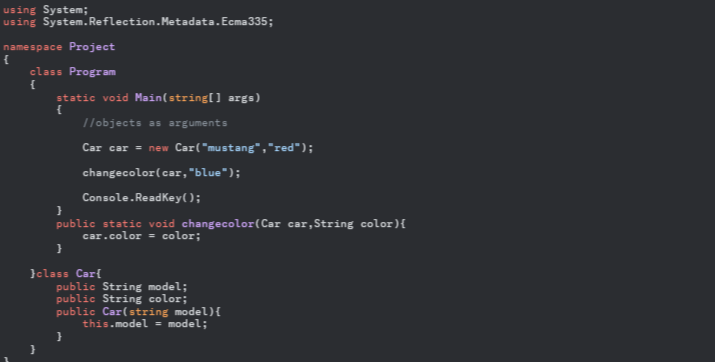 using System;
using System.Reflection.Metadata.Ecma335;
namespace Project
{
class Program
{
static void Main(string[] args)
{
//objects as arguments
Car car = new Car("mustang","red");
changecolor(car,"blue");
Console.ReadKey();
}
public static void changecolor(Car car,String color){
car.color = color;
}
}class Car{
public String model;
public String color;
public Car(string model){
this.model = model;
}
}
}